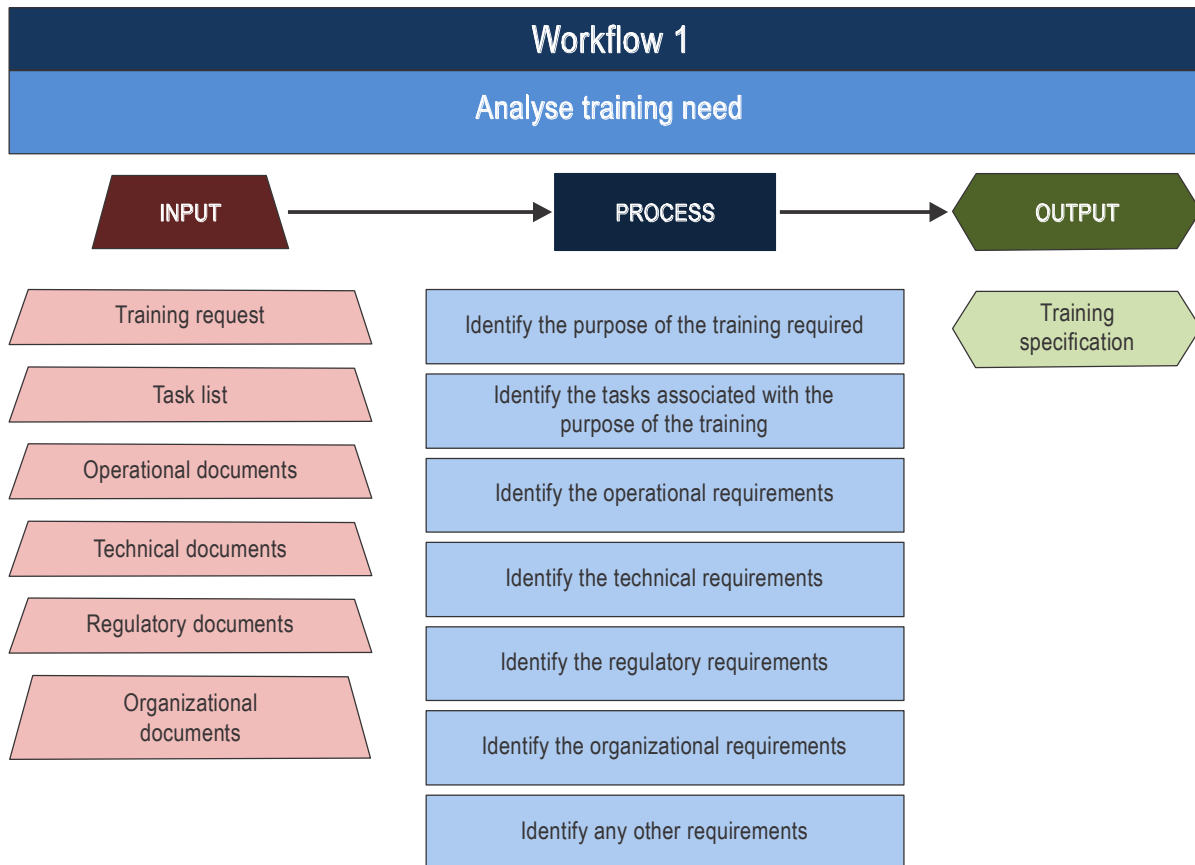 Workflow 1
Analyse training need
INPUT
PROCESS
OUTPUT
Training request
Task list
Operational documents
Technical documents
Regulatory documents
Organizational
documents
Identify the purpose of the training required
Identify the tasks associated with the
purpose of the training
Identify the operational requirements
Identify the technical requirements
Identify the regulatory requirements
Identify the organizational requirements
Identify any other requirements
Training
specification